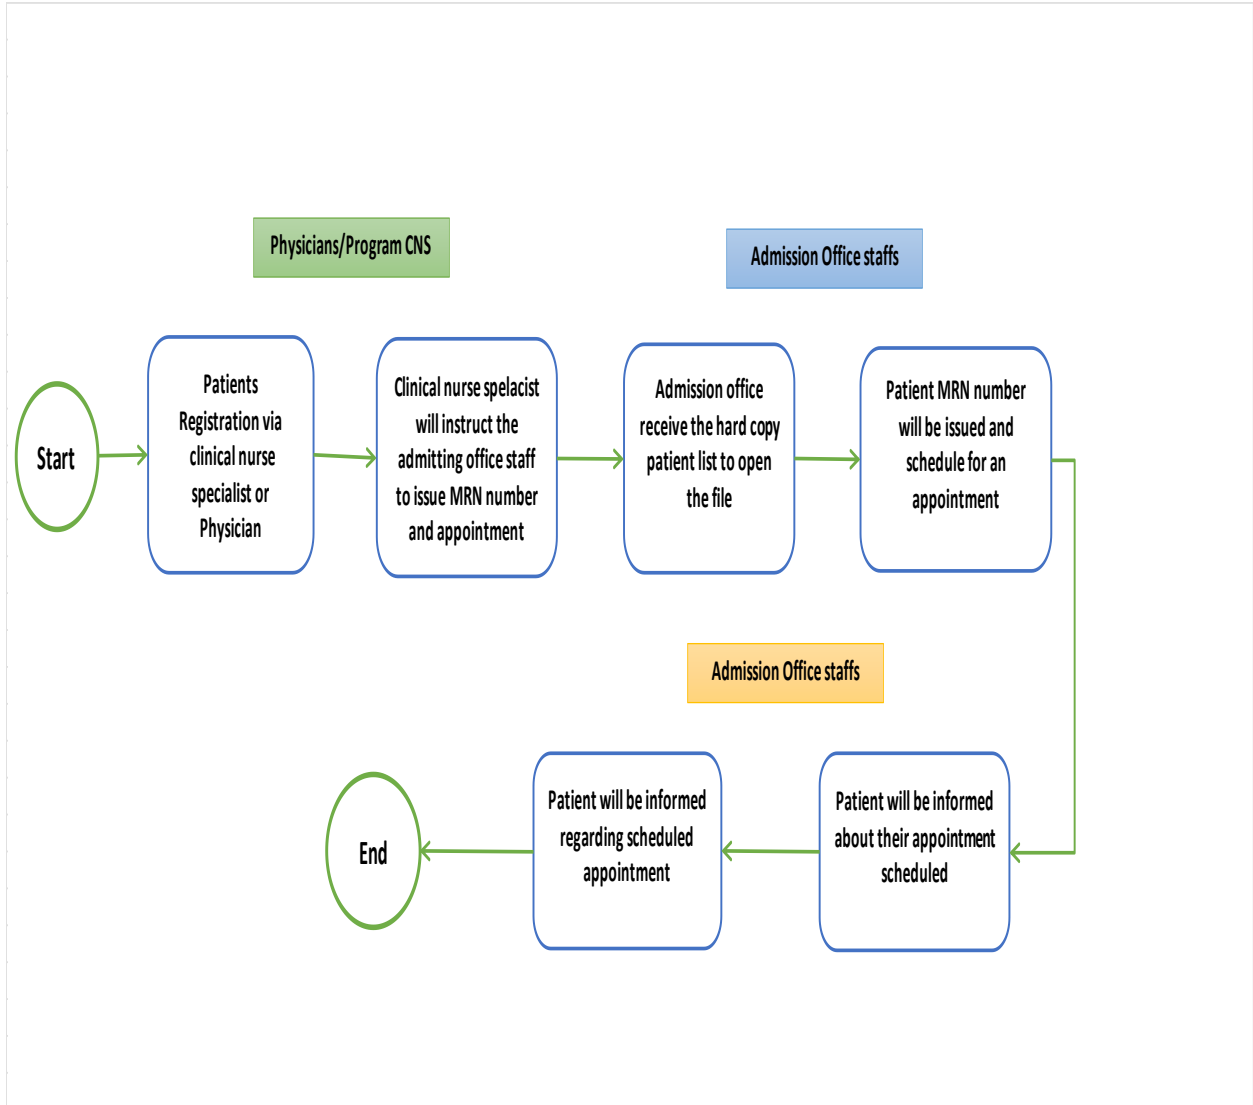 Physicians/Program CNS
Admission Office staffs
Start
Patients
Registration via
clinical nurse
specialist or
Physician
Clinical nurse spelacist
will instruct the
admitting office staff
to issue MRN number
and appointment
Admission office
receive the hard copy
patient list to open
the file
Patient MRN number
will be issued and
schedule for an
appointment
Admission Office staffs
Patient will be informed
about their appointment
scheduled
Patient will be informed
regarding scheduled
appointment
End